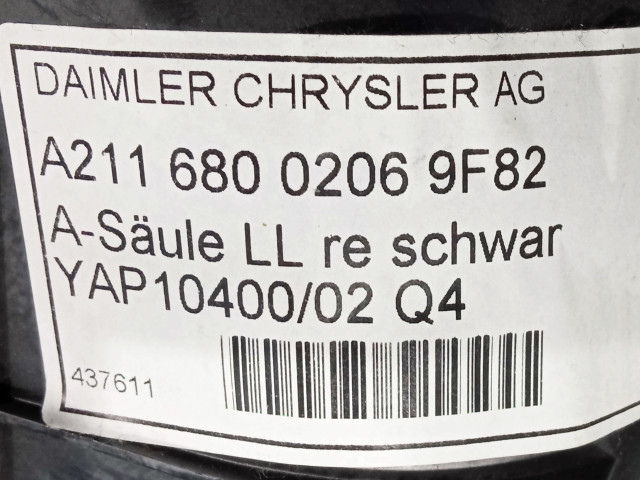 DAIMLER CHRYSLER AG
A211 680 0206 9F82
A-Säule LL re schwar
YAP10400/02 Q4
437611